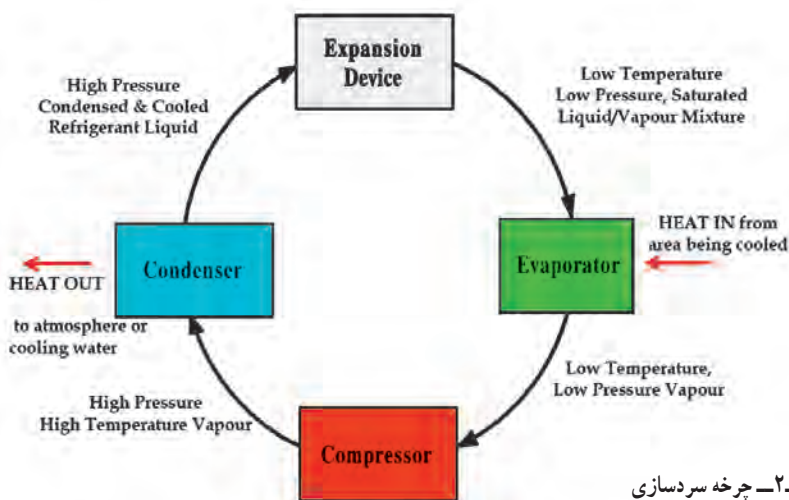 Expansion
Device
High Pressure
Condensed & Cooled
Refrigerant Liquid
Low Temperature
Low Pressure, Saturated
Liquid/Vapour Mixture
HEAT IN from
area being cooled
Condenser
Evaporator
HEAT OUT
to atmosphere or
cooling water
Low Temperature,
Low Pressure Vapour
High Pressure
High Temperature Vapour
Compressor
ـ۲ــ چرخه سردسازی